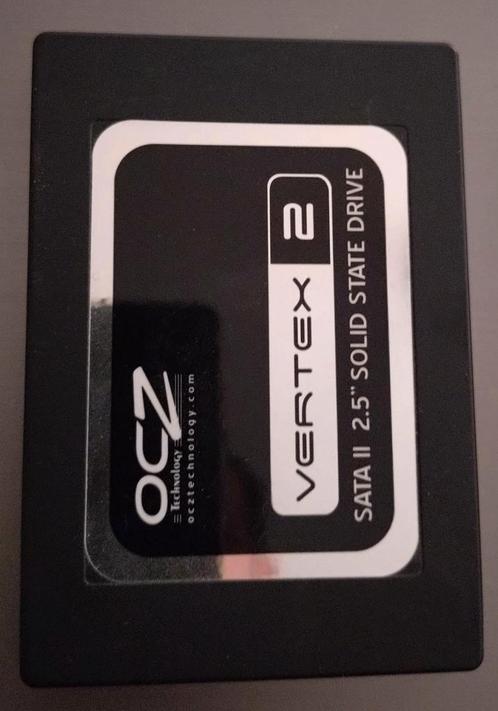 OCZ
Technology
ocztechnology.com
VERTEX 2
SATA II 2.5" SOLID STATE DRIVE